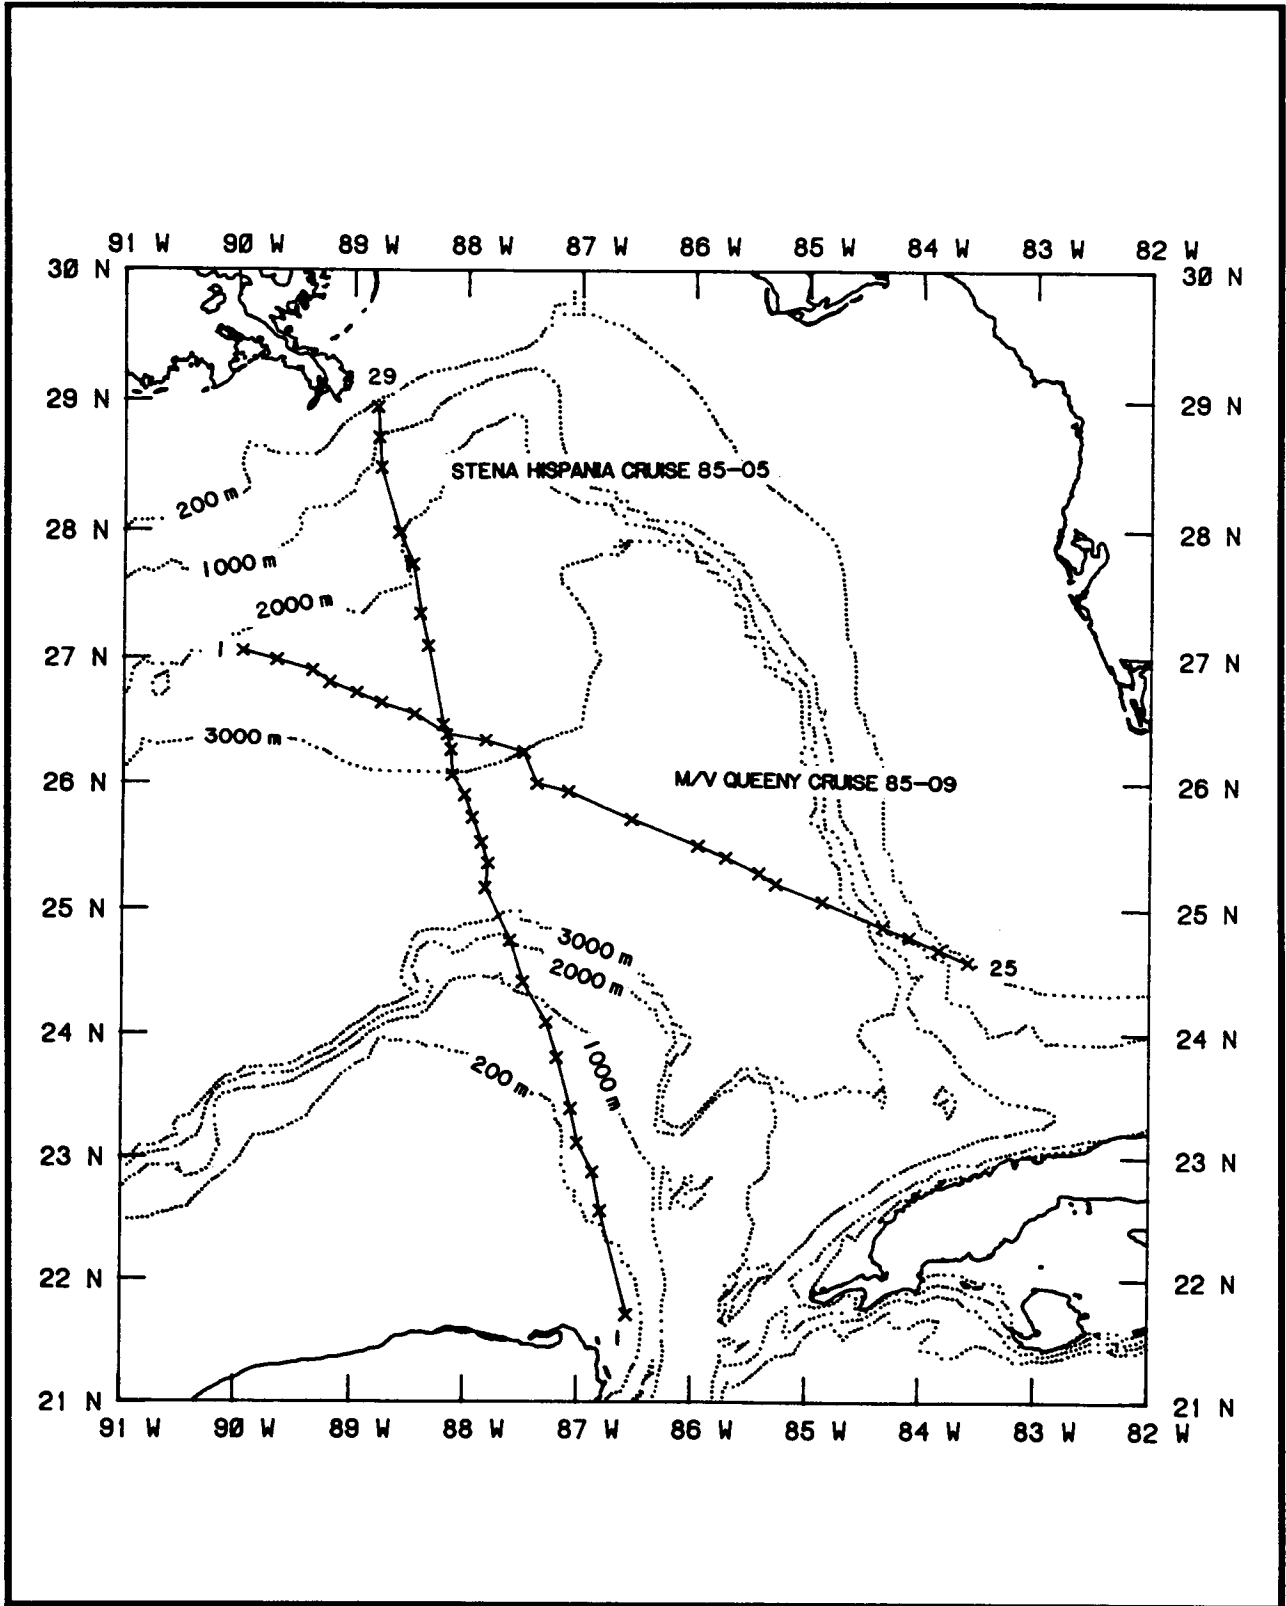 91 W 90 W 89 W 88 W 87 W 86 W 85 W 84 W 83 W 82 W
30 N 30 N
29
29 N 29 N
STENA HISPANIA CRUISE 85-05
200 m
28 N 28 N
1000 m
2000 m
1
27 N 27 N
3000 m
M/V QUEENY CRUISE 85-09
26 N 26 N
25 N 25 N
3000 m
2000 m
25
24 N 24 N
1000 m
200 m
23 N 23 N
22 N 22 N
1
21 N 21 N
91 W 90 W 89 W 88 W 87 W 86 W 85 W 84 W 83 W 82 W